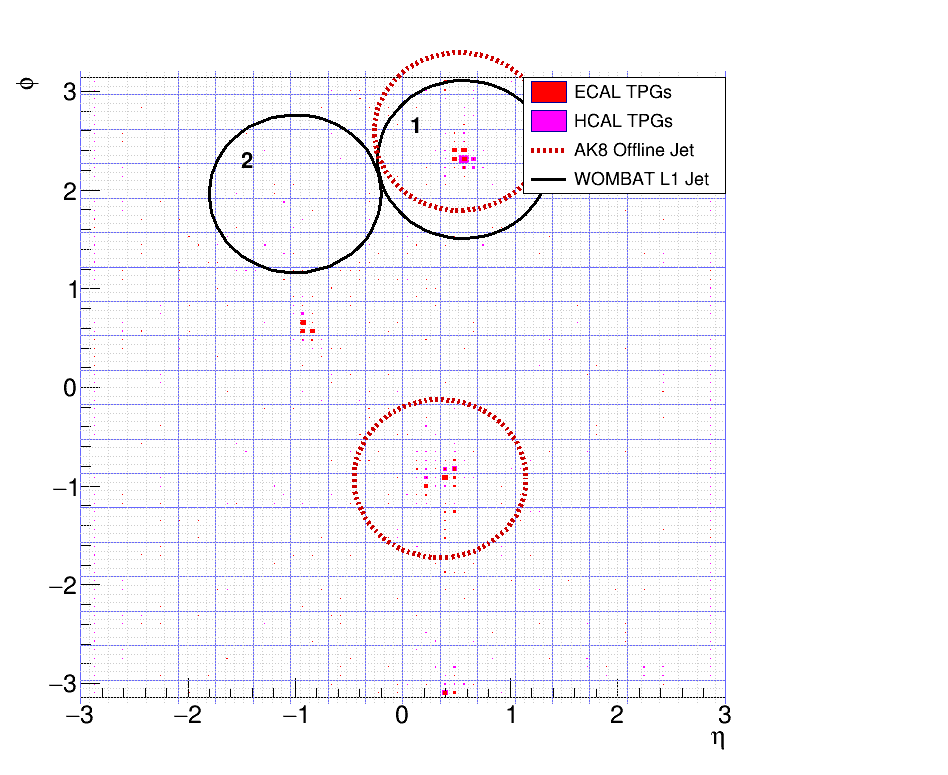 ϕ
3
2
1
0
−1
−2
−3
1
2
ECAL TPGs
HCAL TPGs
AK8 Offline Jet
WOMBAT L1 Jet
−3 −2 −1 0 1 2 3
η